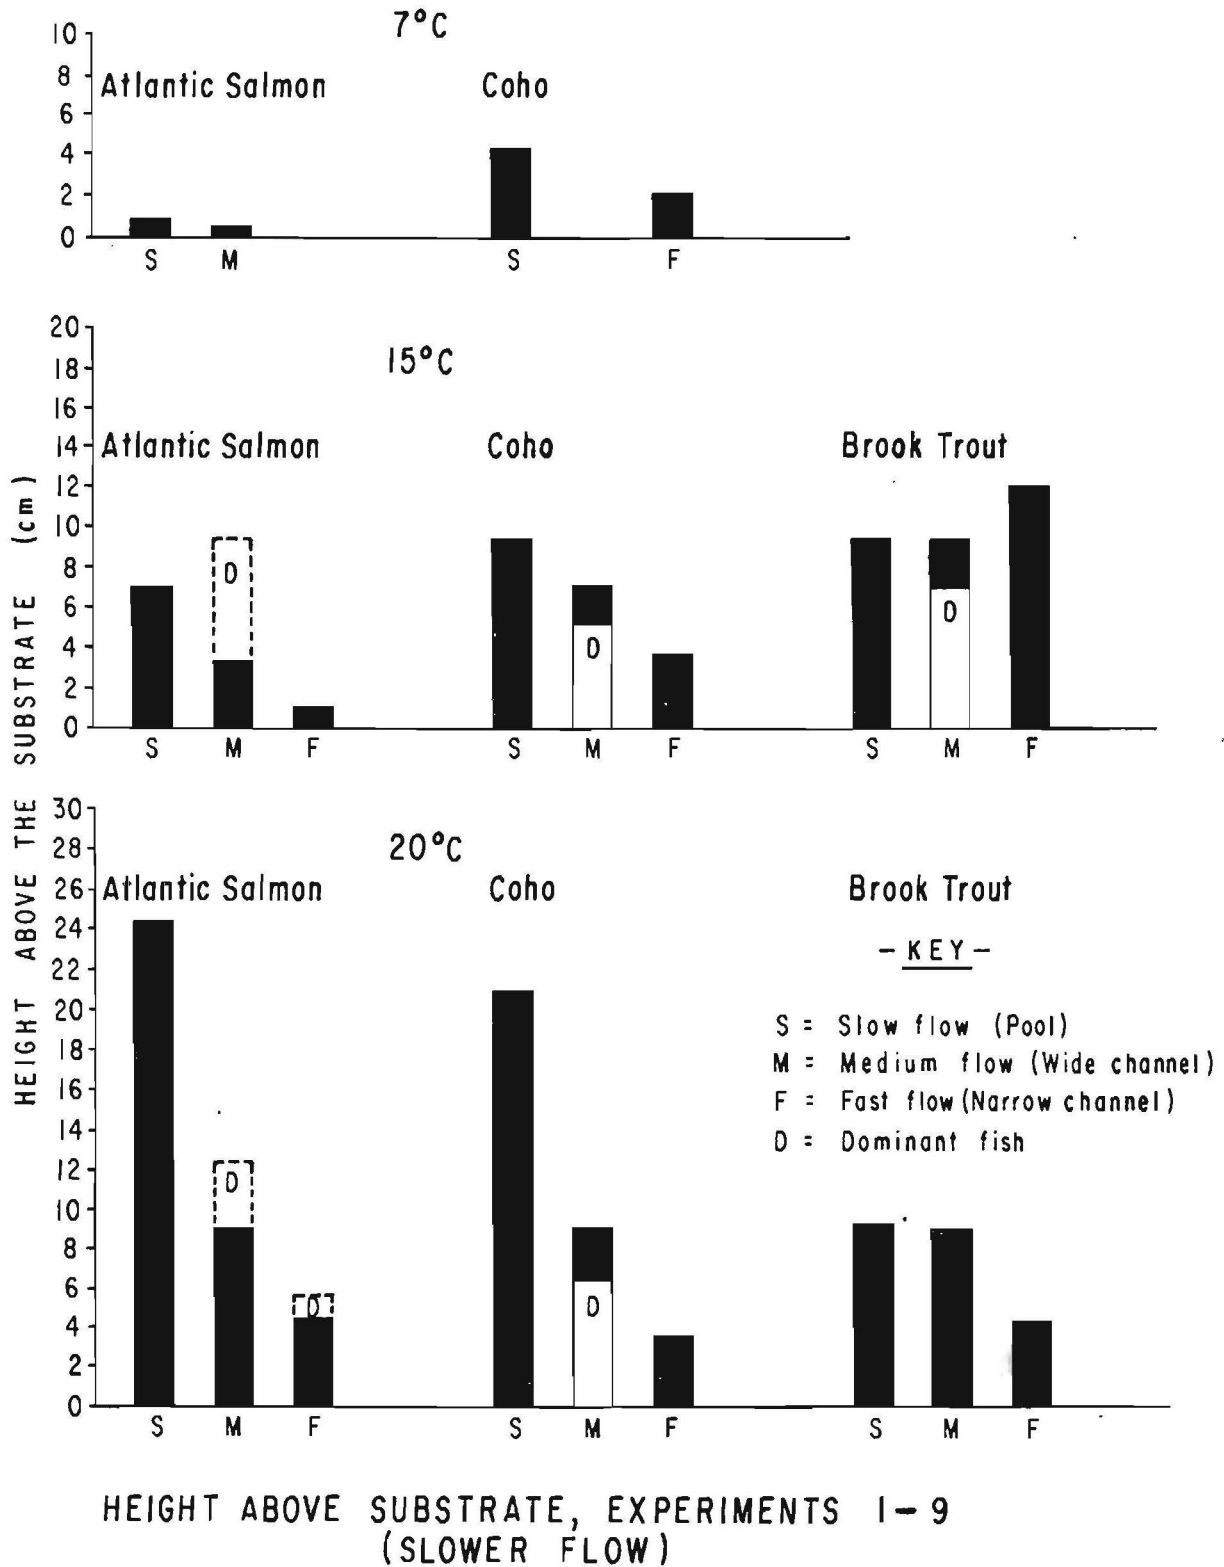 7°C
10
8
6
4
2
0
Atlantic Salmon Coho
S M S F
HEIGHT ABOVE THE SUBSTRATE (cm)
15°C
20
18
16
14
12
10
8
6
4
2
0
Atlantic Salmon Coho Brook Trout
D D D
S M F S M F S M F
20°C
30
28
26
24
22
20
18
16
14
12
10
8
6
4
2
0
Atlantic Salmon Coho Brook Trout
- KEY -
S = Slow flow (Pool)
M = Medium flow (Wide channel)
F = Fast flow (Narrow channel)
D = Dominant fish
D D D
S M F S M F S M F
HEIGHT ABOVE SUBSTRATE, EXPERIMENTS 1-9
(SLOWER FLOW)